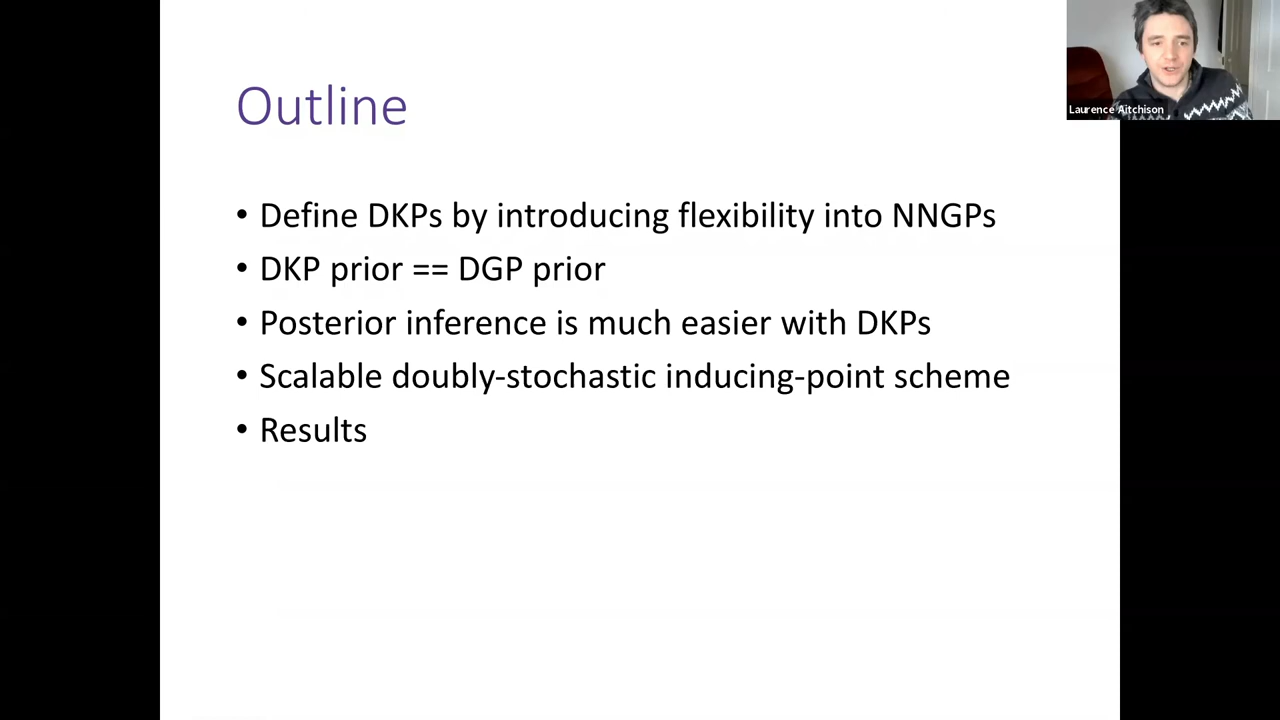 Outline
• Define DKPs by introducing flexibility into NNGPs
• DKP prior == DGP prior
• Posterior inference is much easier with DKPs
• Scalable doubly-stochastic inducing-point scheme
• Results
Laurence Aitchison